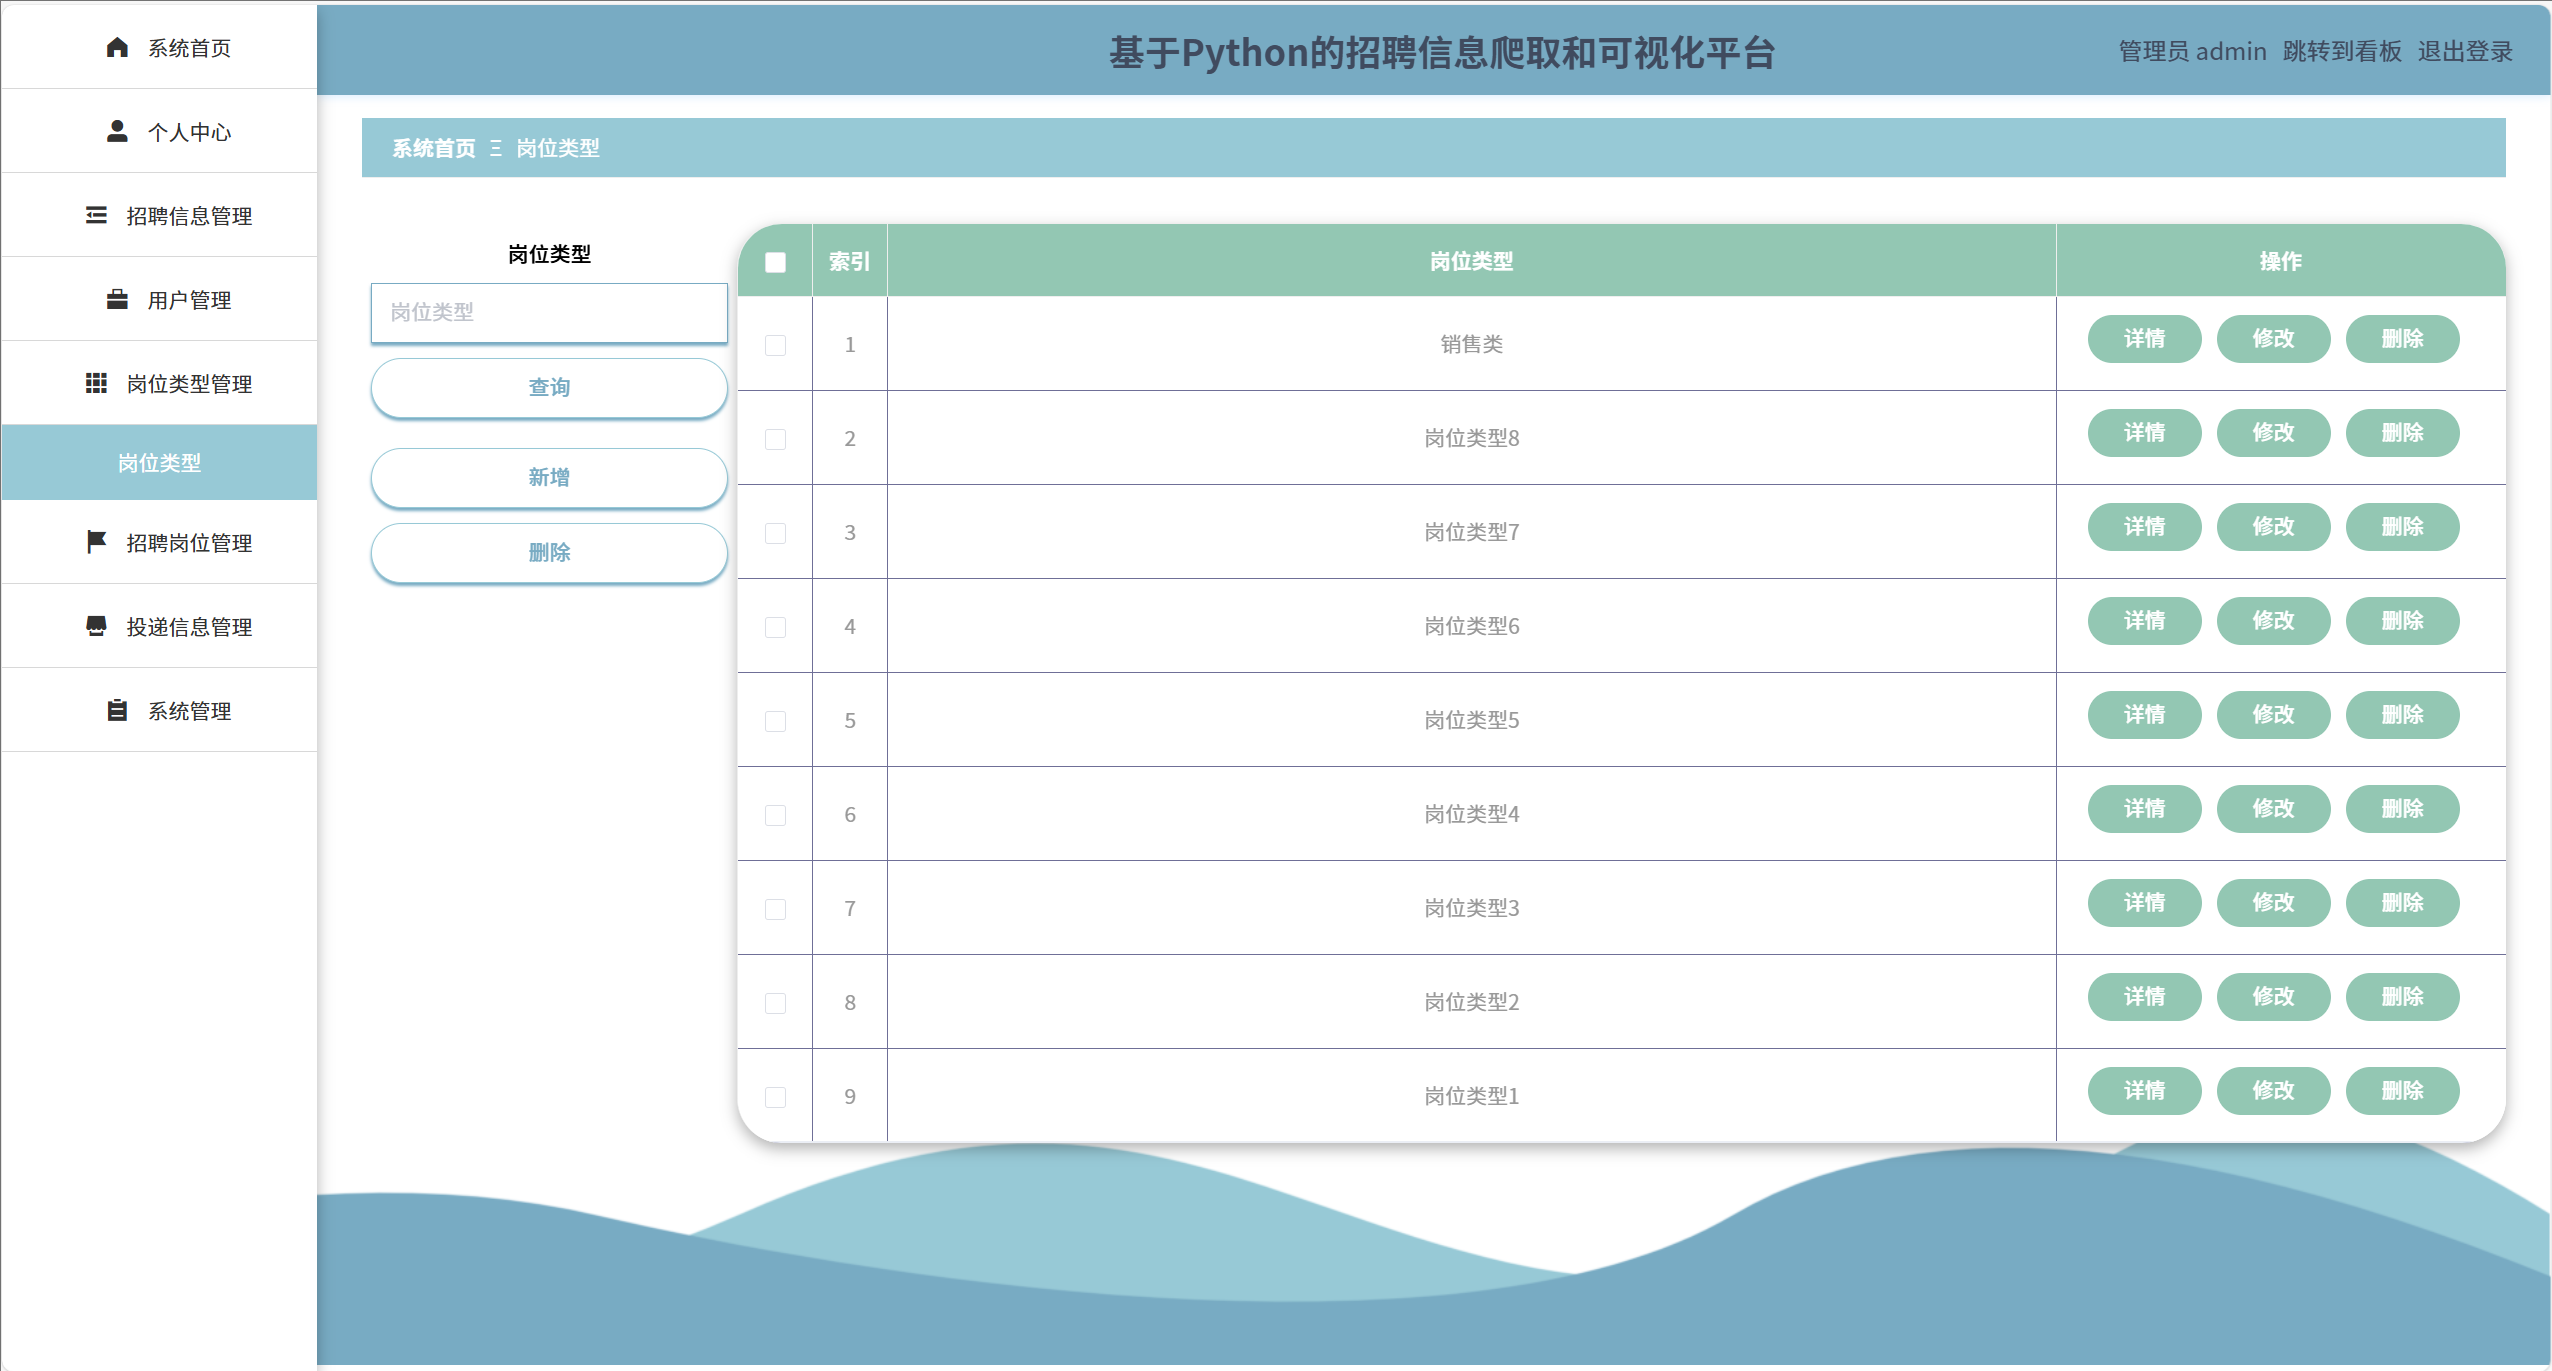 系统首页
个人中心
招聘信息管理
用户管理
岗位类型管理
岗位类型
招聘岗位管理
投递信息管理
系统管理
基于Python的招聘信息爬取和可视化平台
管理员 admin 跳转到看板 退出登录
系统首页 Ξ 岗位类型
岗位类型
岗位类型
查询
新增
删除
索引 岗位类型 操作
1 销售类 详情 修改 删除
2 岗位类型8 详情 修改 删除
3 岗位类型7 详情 修改 删除
4 岗位类型6 详情 修改 删除
5 岗位类型5 详情 修改 删除
6 岗位类型4 详情 修改 删除
7 岗位类型3 详情 修改 删除
8 岗位类型2 详情 修改 删除
9 岗位类型1 详情 修改 删除